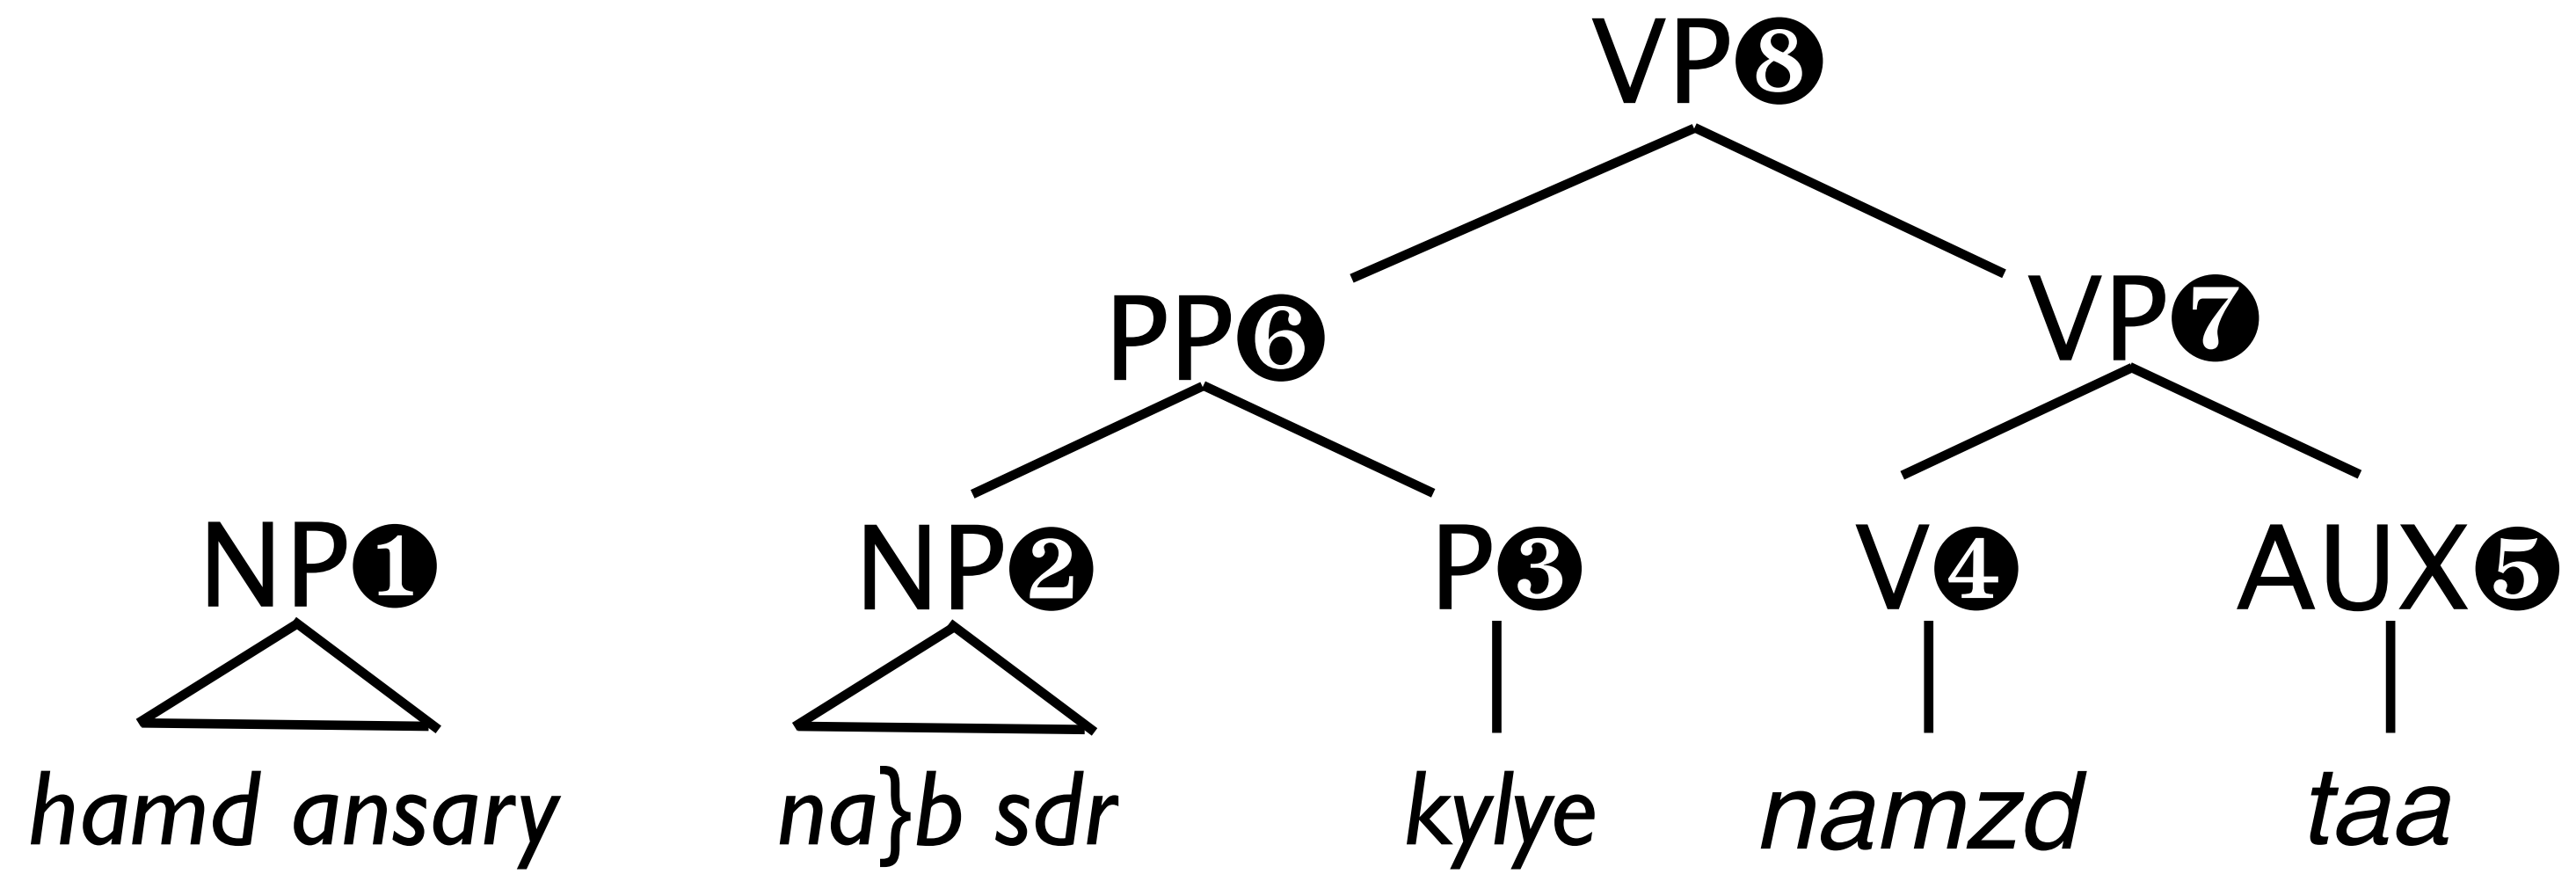 VP❽
PP❻ VP❼
NP❶ NP❷ P❸ V❹ AUX❺
hamd ansary na}b sdr kylye namzd taa